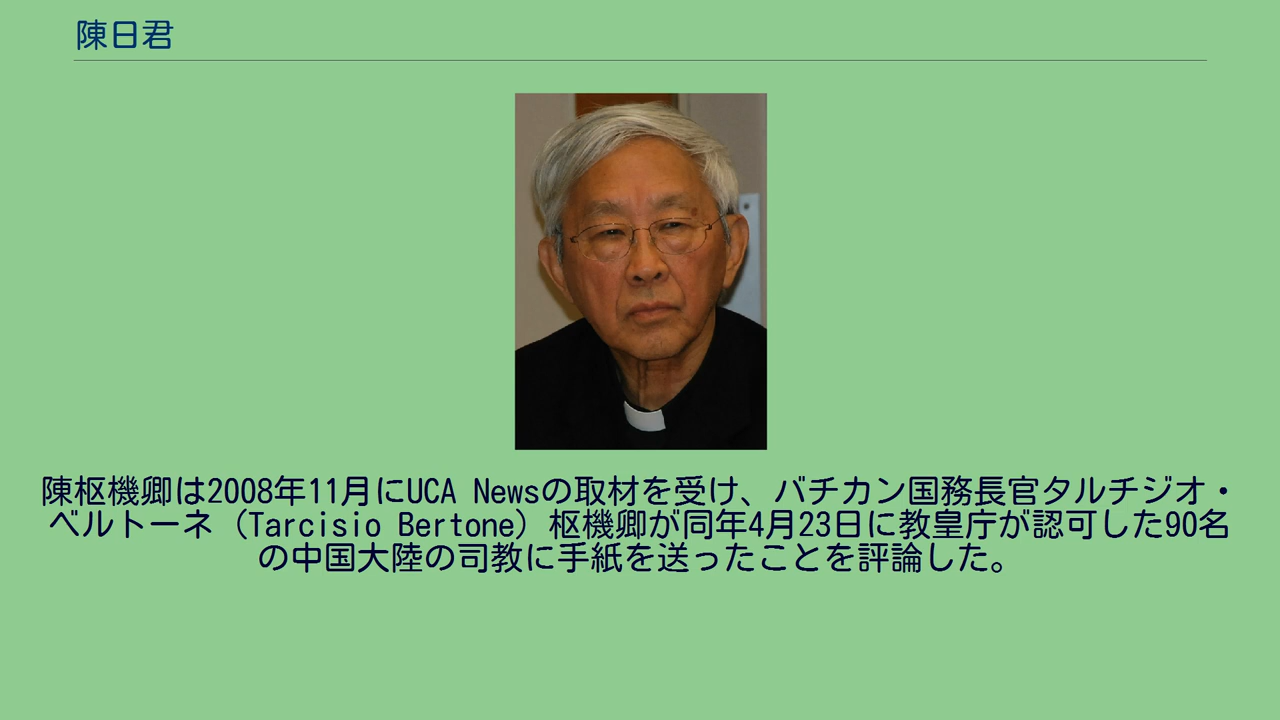 陳日君
陳枢機卿は2008年11月にUCA Newsの取材を受け、バチカン国務長官タルチジオ・
ベルトーネ（Tarcisio Bertone）枢機卿が同年4月23日に教皇庁が認可した90名
の中国大陸の司教に手紙を送ったことを評論した。